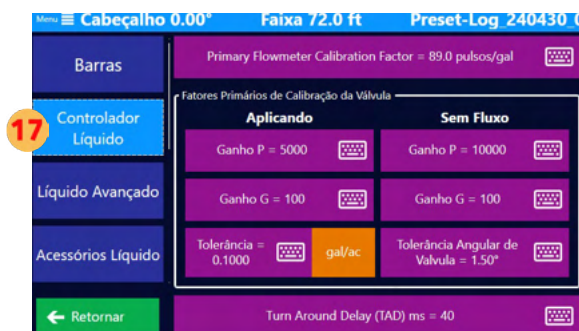 Menu ☰ Cabeçalho 0.00° Faixa 72.0 ft Preset-Log_240430_0
Barras
Primary Flowmeter Calibration Factor = 89.0 pulsos/gal
Fatores Primários de Calibração da Válvula
Aplicando
Sem Fluxo
17
Controlador
Líquido
Ganho P = 5000
Ganho P = 10000
Líquido Avançado
Ganho G = 100
Ganho G = 100
Acessórios Líquido
Tolerância =
0.1000
gal/ac
Tolerância Angular de
Valvula = 1.50°
← Retornar
Turn Around Delay (TAD) ms = 40